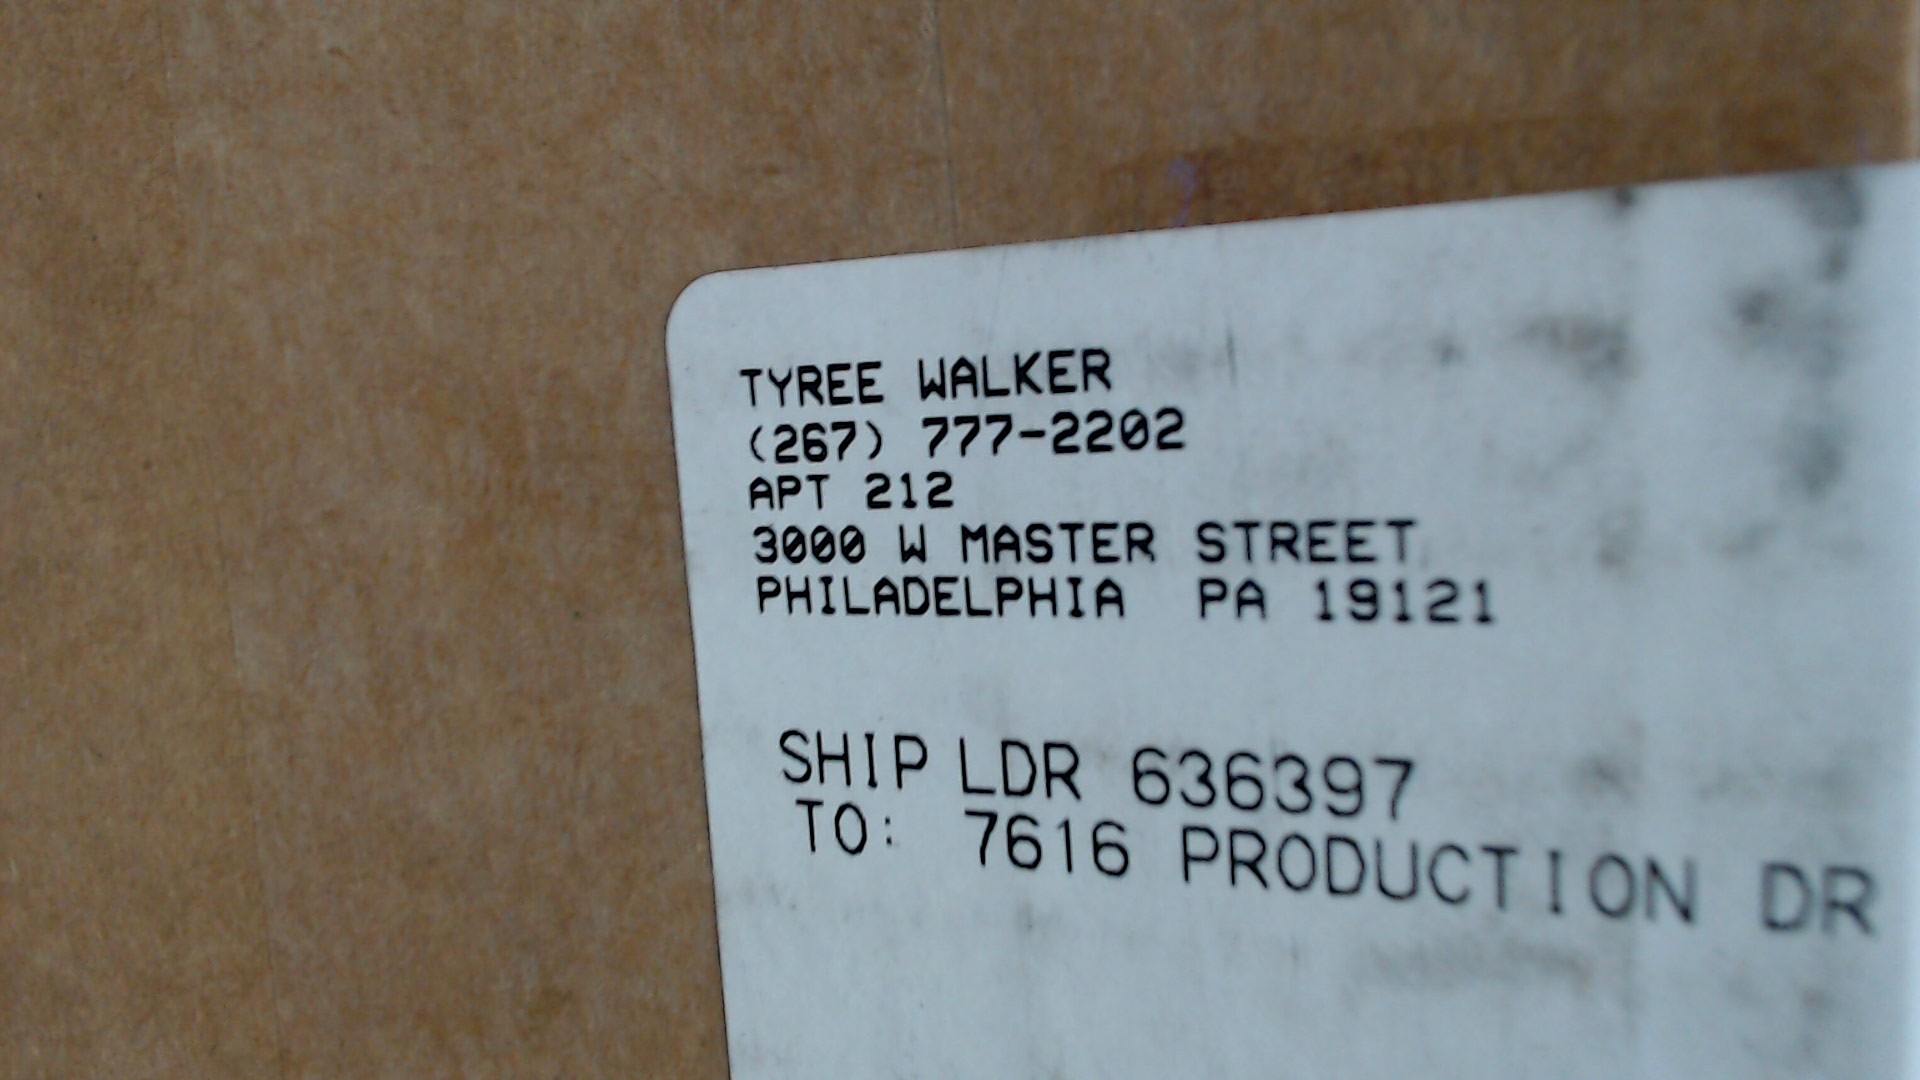 TYREE WALKER
(267) 777-2202
APT 212
3000 W MASTER STREET
PHILADELPHIA PA 19121
SHIP LDR 636397
TO: 7616 PRODUCTION DR